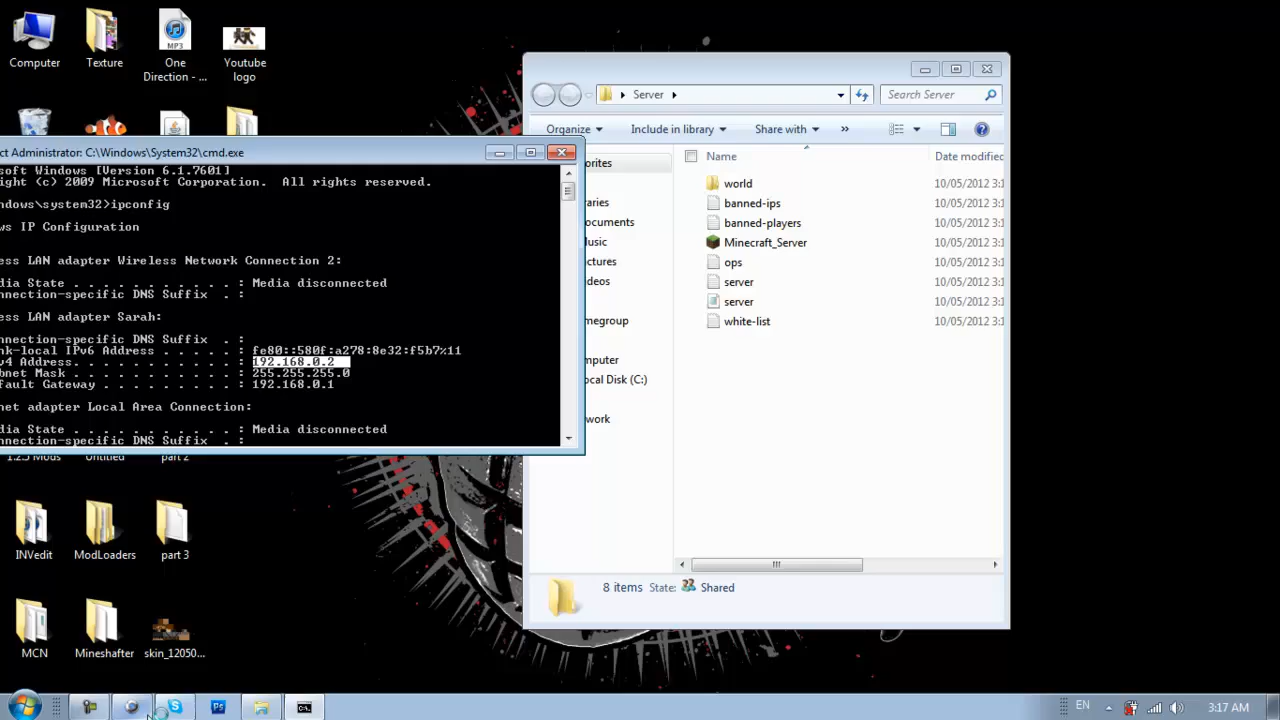 Computer
Texture
MP3
One
Direction - ...
Youtube
logo
Server
Search Server
Organize
Include in library
Share with
»
orites
Name
Date modified
world
10/05/2012 3:1
aries
banned-ips
10/05/2012 3:1
ocuments
banned-players
10/05/2012 3:1
usic
Minecraft_Server
10/05/2012 3:1
ctures
ops
10/05/2012 3:1
deos
server
10/05/2012 3:1
server
10/05/2012 3:1
megroup
white-list
10/05/2012 3:1
mputer
ocal Disk (C:)
work
8 items State: Shared
ct Administrator: C:\Windows\System32\cmd.exe
osoft Windows [Version 6.1.7601]
ight (c) 2009 Microsoft Corporation. All rights reserved.
ndows\system32>ipconfig
ws IP Configuration
ess LAN adapter Wireless Network Connection 2:
dia State . . . . . . . . . . . : Media disconnected
nnection-specific DNS Suffix . :
ess LAN adapter Sarah:
nnection-specific DNS Suffix . :
nk-local IPv6 Address . . . . . : fe80::580f:a278:8e32:f5b7%11
v4 Address. . . . . . . . . . . : 192.168.0.2
bnet Mask . . . . . . . . . . . : 255.255.255.0
fault Gateway . . . . . . . . . : 192.168.0.1
net adapter Local Area Connection:
dia State . . . . . . . . . . . : Media disconnected
nnection-specific DNS Suffix . :
1.2.5 Mods
Untitled
part 2
INVedit
ModLoaders
part 3
MCN
Mineshafter
skin_12050...
Ps
C:\
EN
3:17 AM